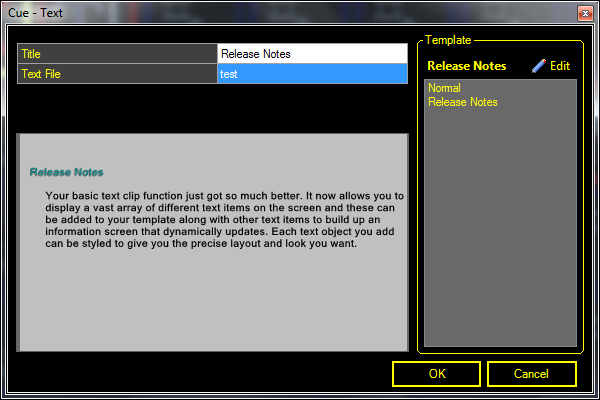 Cue - Text
Title Release Notes
Text File test
Template
Release Notes Edit
Normal
Release Notes
Release Notes
Your basic text clip function just got so much better. It now allows you to
display a vast array of different text items on the screen and these can
be added to your template along with other text items to build up an
information screen that dynamically updates. Each text object you add
can be styled to give you the precise layout and look you want.
OK Cancel